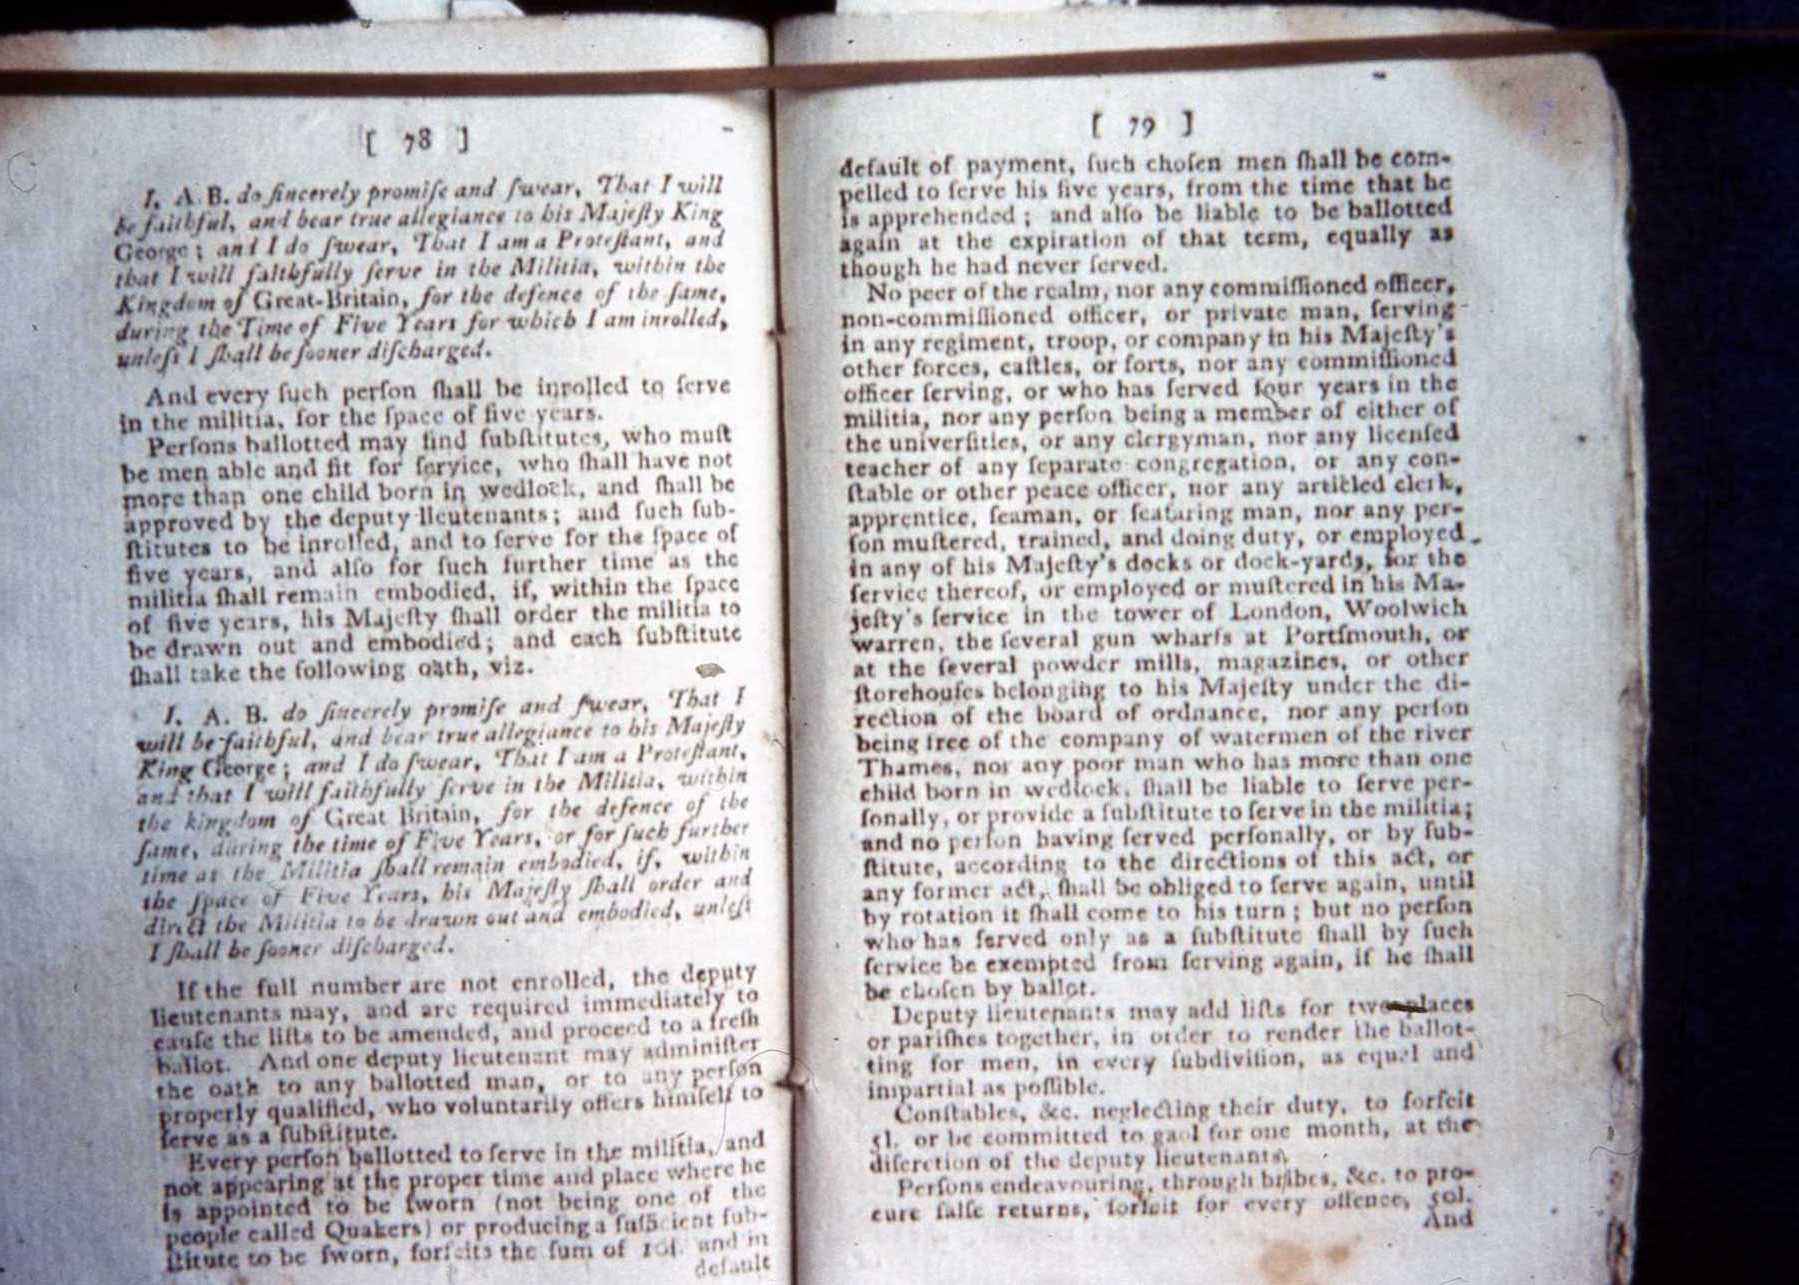 [ 78 ]
I, A. B. do ſincerely promiſe and ſwear, That I will
be faithful, and bear true allegiance to his Majeſty King
George; and I do ſwear, That I am a Proteſtant, and
that I will faithfully ſerve in the Militia, within the
Kingdom of Great-Britain, for the defence of the ſame,
during the Time of Five Years for which I am inrolled,
unleſs I ſhall be ſooner diſcharged.
And every ſuch perſon ſhall be inrolled to ſerve
in the militia, for the ſpace of five years.
Perſons ballotted may find ſubſtitutes, who muſt
be men able and fit for ſervice, who ſhall have not
more than one child born in wedlock, and ſhall be
approved by the deputy-lieutenants; and ſuch ſub-
ſtitutes to be inrolled, and to ſerve for the ſpace of
five years, and alſo for ſuch further time as the
militia ſhall remain embodied, if, within the ſpace
of five years, his Majeſty ſhall order the militia to
be drawn out and embodied; and each ſubſtitute
ſhall take the following oath, viz.
I, A. B. do ſincerely promiſe and ſwear, That I
will be faithful, and bear true allegiance to his Majeſty
King George; and I do ſwear, That I am a Proteſtant,
and that I will faithfully ſerve in the Militia, within
the kingdom of Great Britain, for the defence of the
ſame, during the time of Five Years, or for ſuch further
time as the Militia ſhall remain embodied, if, within
the ſpace of Five Years, his Majeſty ſhall order and
direct the Militia to be drawn out and embodied, unleſs
I ſhall be ſooner diſcharged.
If the full number are not enrolled, the deputy
lieutenants may, and are required immediately to
cauſe the liſts to be amended, and proceed to a freſh
ballot. And one deputy lieutenant may adminiſter
the oath to any ballotted man, or to any perſon
properly qualified, who voluntarily offers himſelf to
ſerve as a ſubſtitute.
Every perſon ballotted to ſerve in the militia, and
not appearing at the proper time and place where he
is appointed to be ſworn (not being one of the
people called Quakers) or producing a ſufficient ſub-
ſtitute to be ſworn, forfeits the ſum of 10l. and in
default
[ 79 ]
default of payment, ſuch choſen men ſhall be com-
pelled to ſerve his five years, from the time that he
is apprehended; and alſo be liable to be ballotted
again at the expiration of that term, equally as
though he had never ſerved.
No peer of the realm, nor any commiſſioned officer,
non-commiſſioned officer, or private man, ſerving
in any regiment, troop, or company in his Majeſty's
other forces, caſtles, or forts, nor any commiſſioned
officer ſerving, or who has ſerved four years in the
militia, nor any perſon being a member of either of
the univerſities, or any clergyman, nor any licenſed
teacher of any ſeparate congregation, or any con-
ſtable or other peace officer, nor any articled clerk,
apprentice, ſeaman, or ſeafaring man, nor any per-
ſon muſtered, trained, and doing duty, or employed
in any of his Majeſty's docks or dock-yards, for the
ſervice thereof, or employed or muſtered in his Ma-
jeſty's ſervice in the tower of London, Woolwich
warren, the ſeveral gun wharfs at Portſmouth, or
at the ſeveral powder mills, magazines, or other
ſtorehouſes belonging to his Majeſty under the di-
rection of the board of ordnance, nor any perſon
being free of the company of watermen of the river
Thames, nor any poor man who has more than one
child born in wedlock, ſhall be liable to ſerve per-
ſonally, or provide a ſubſtitute to ſerve in the militia;
and no perſon having ſerved perſonally, or by ſub-
ſtitute, according to the directions of this act, or
any former act, ſhall be obliged to ſerve again, until
by rotation it ſhall come to his turn; but no perſon
who has ſerved only as a ſubſtitute ſhall by ſuch
ſervice be exempted from ſerving again, if he ſhall
be choſen by ballot.
Deputy lieutenants may add liſts for two places
or pariſhes together, in order to render the ballot-
ting for men, in every ſubdiviſion, as equal and
impartial as poſſible.
Conſtables, &c. neglecting their duty, to forfeit
5l. or be committed to gaol for one month, at the
diſcretion of the deputy lieutenants.
Perſons endeavouring, through bribes, &c. to pro-
cure falſe returns, forfeit for every offence, 50l.
And